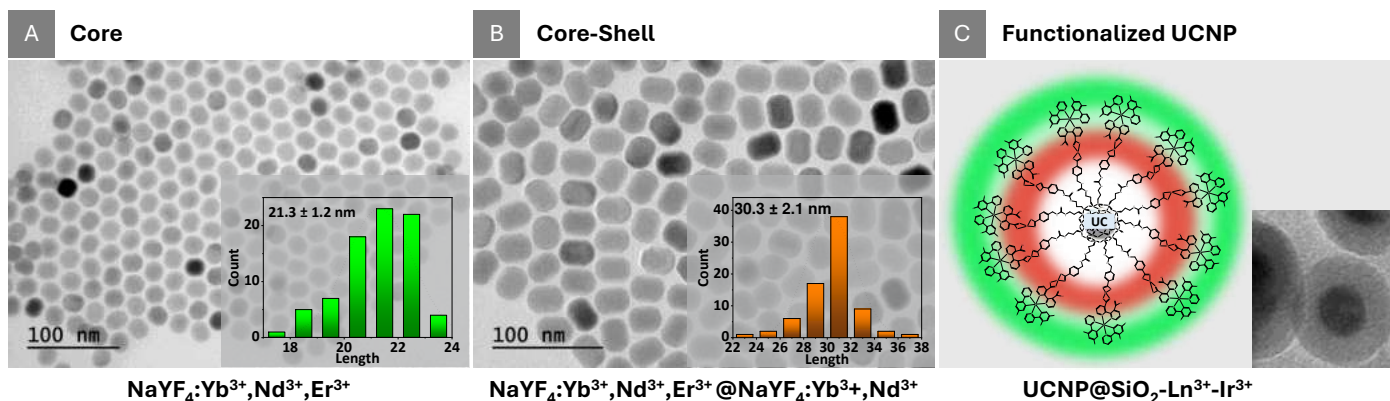 A Core
21.3 ± 1.2 nm
Count
20
10
0
18 20 22 24
Length
100 nm
NaYF₄:Yb³⁺,Nd³⁺,Er³⁺
B Core-Shell
30.3 ± 2.1 nm
Count
40
30
20
10
0
22 24 26 28 30 32 34 36 38
Length
100 nm
NaYF₄:Yb³⁺,Nd³⁺,Er³⁺@NaYF₄:Yb³+,Nd³⁺
C Functionalized UCNP
UC
UCNP@SiO₂-Ln³⁺-Ir³⁺